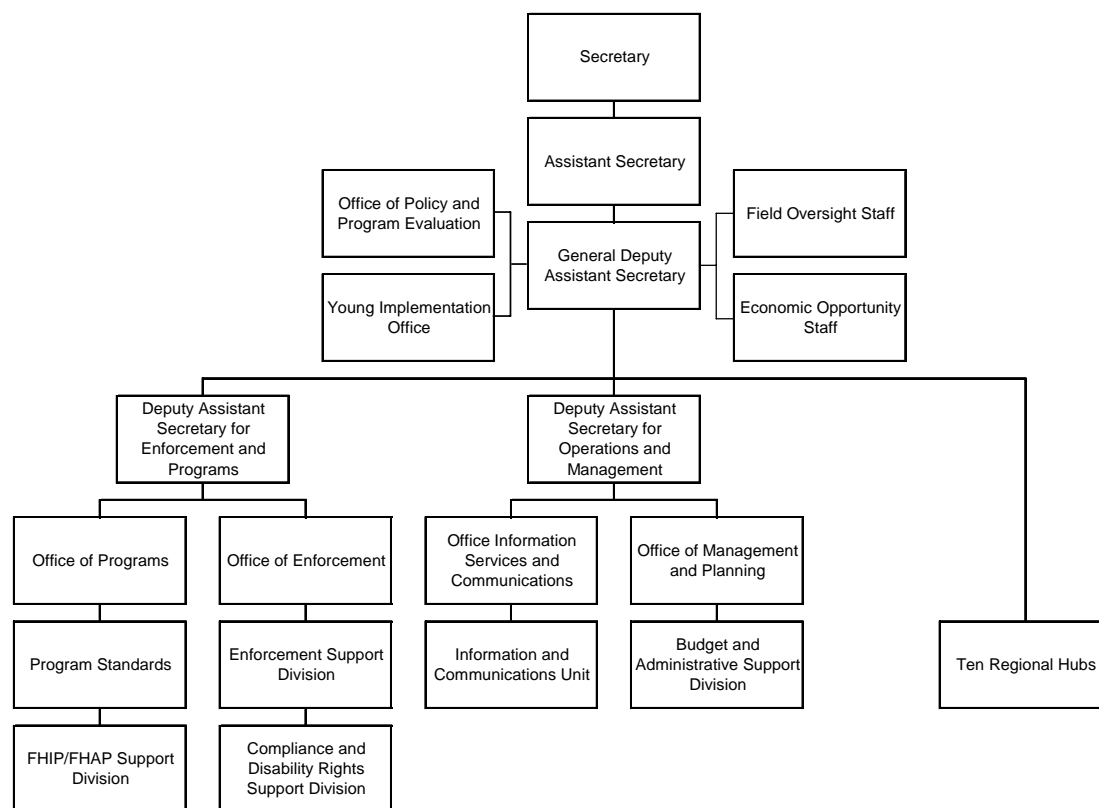 Secretary
Assistant Secretary
Office of Policy and
Program Evaluation
Field Oversight Staff
General Deputy
Assistant Secretary
Young Implementation
Office
Economic Opportunity
Staff
Deputy Assistant
Secretary for
Enforcement and
Programs
Deputy Assistant
Secretary for
Operations and
Management
Office of Programs
Office of Enforcement
Office Information
Services and
Communications
Office of Management
and Planning
Program Standards
Enforcement Support
Division
Information and
Communications Unit
Budget and
Administrative Support
Division
Ten Regional Hubs
FHIP/FHAP Support
Division
Compliance and
Disability Rights
Support Division